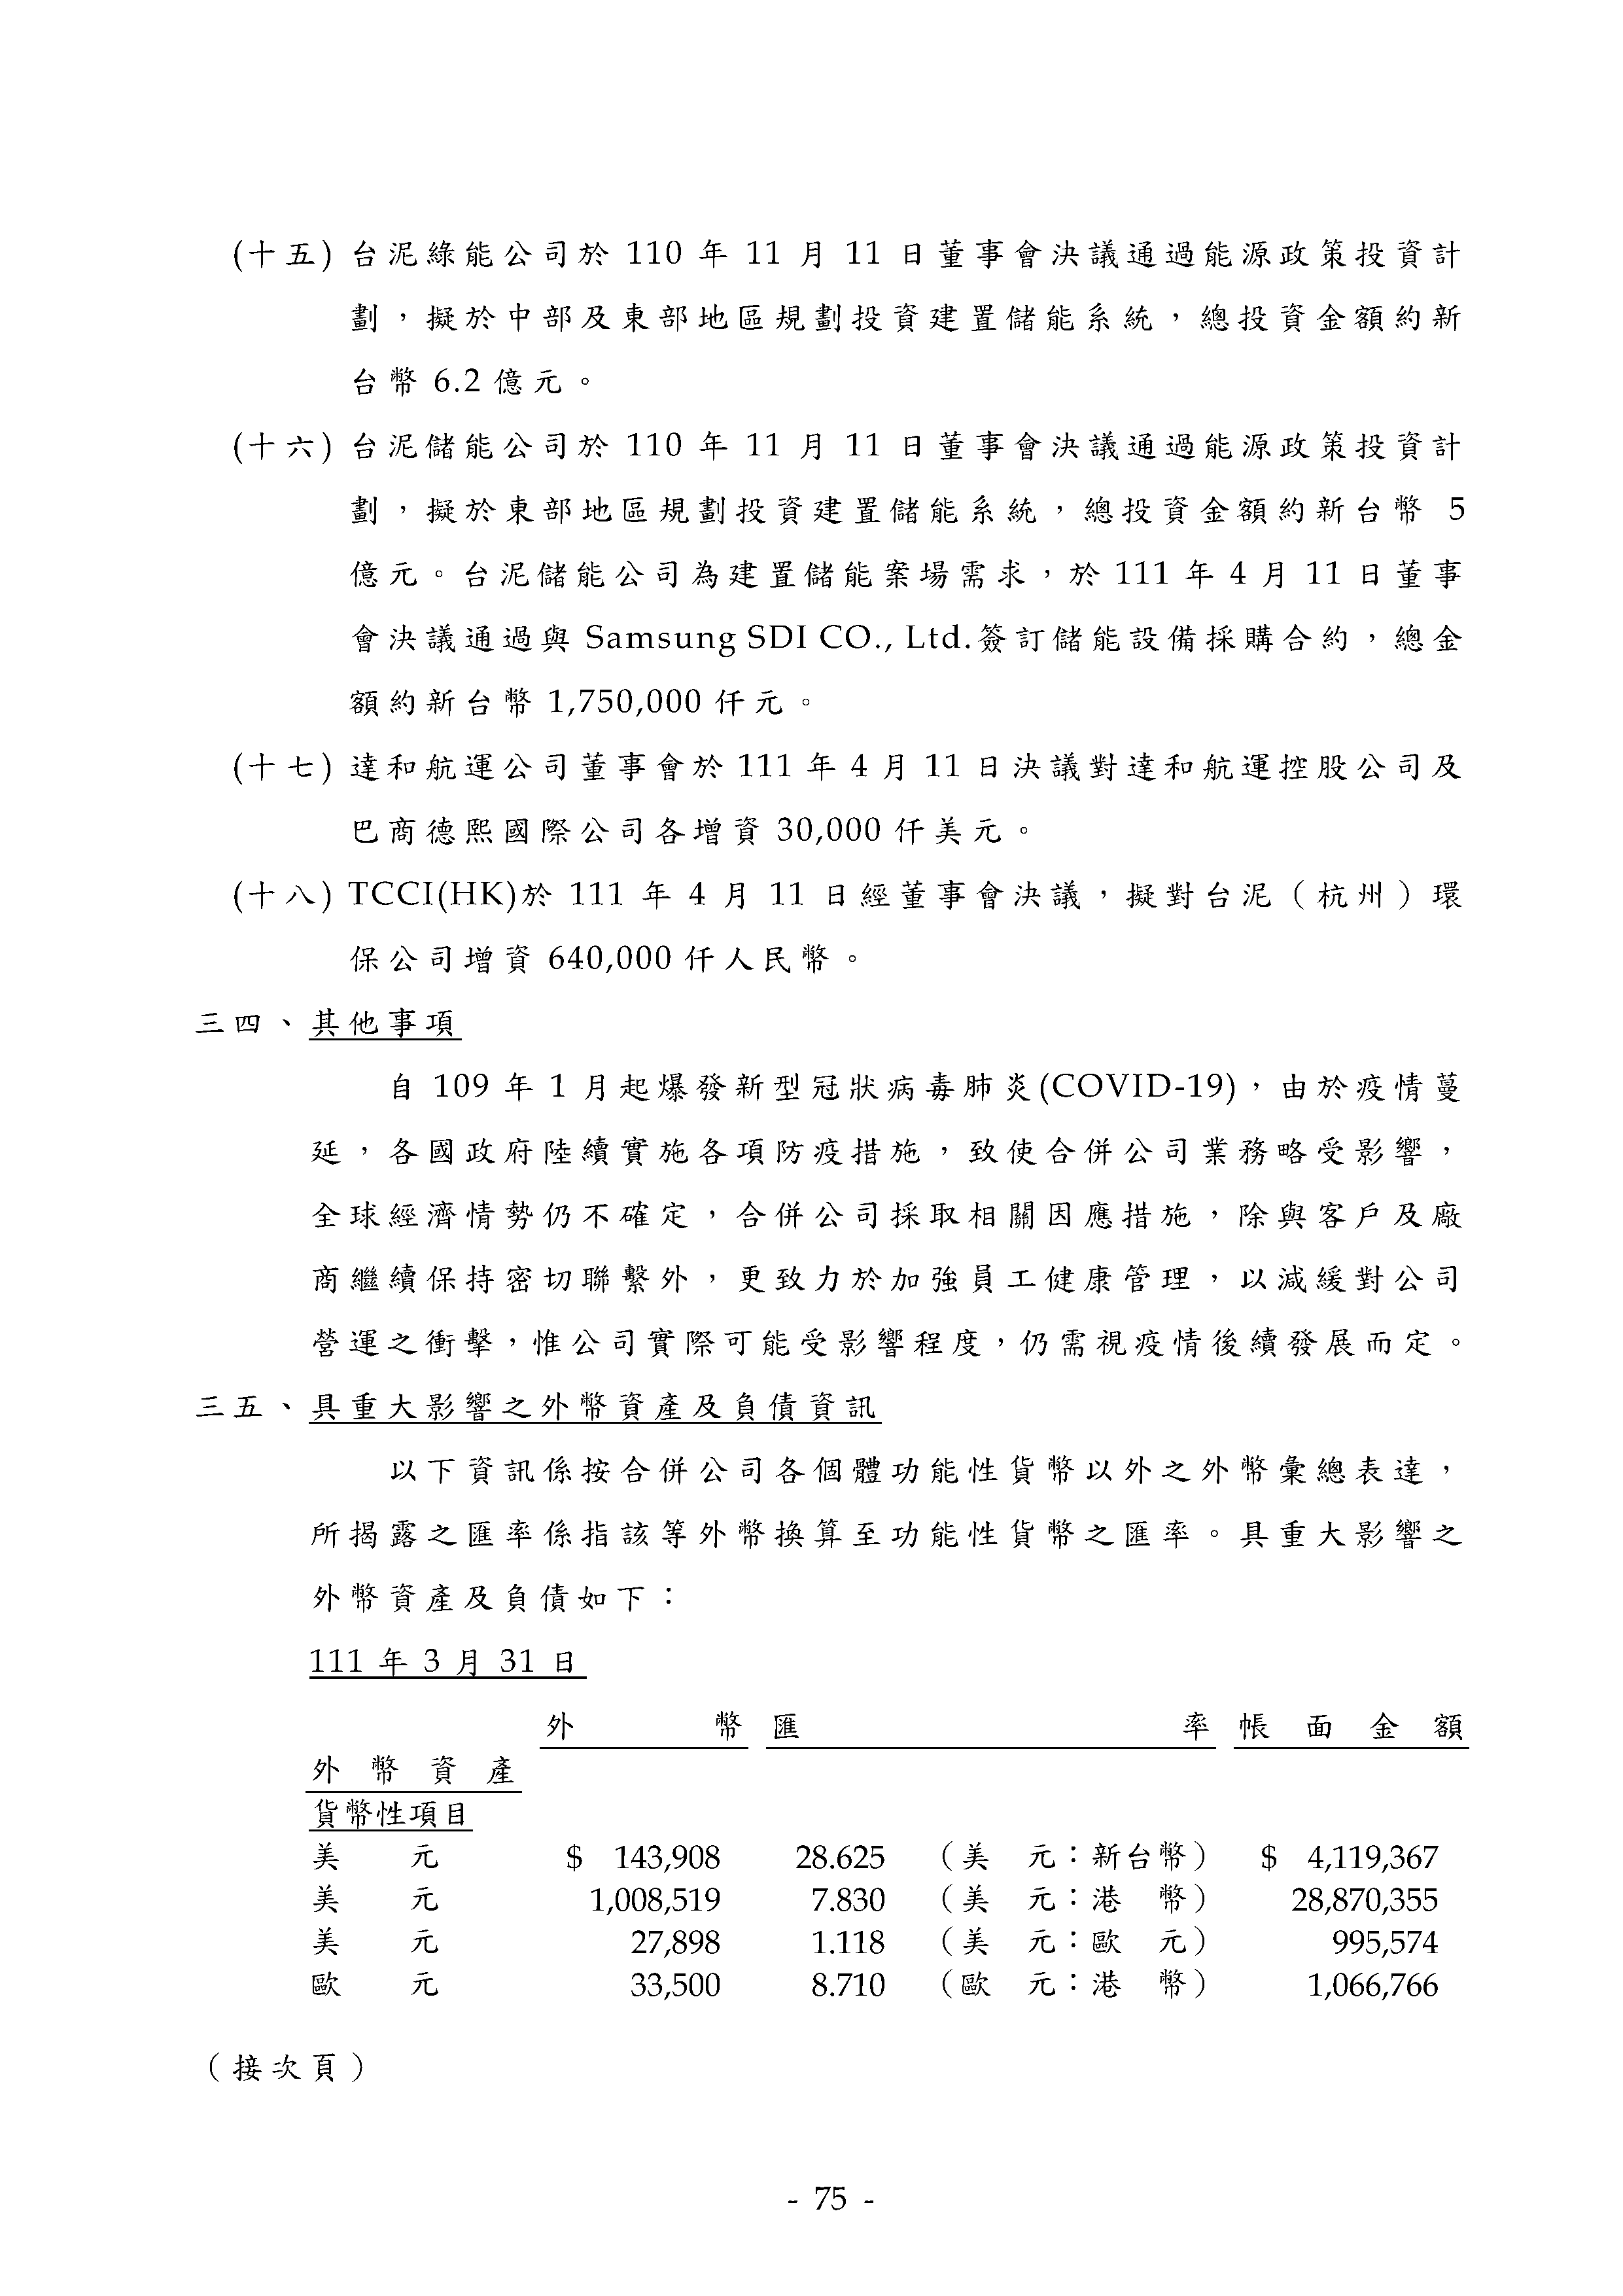 (十五) 台泥綠能公司於 110 年 11 月 11 日董事會決議通過能源政策投資計
劃，擬於中部及東部地區規劃投資建置儲能系統，總投資金額約新
台幣 6.2 億元。
(十六) 台泥儲能公司於 110 年 11 月 11 日董事會決議通過能源政策投資計
劃，擬於東部地區規劃投資建置儲能系統，總投資金額約新台幣 5
億元。台泥儲能公司為建置儲能案場需求，於 111 年 4 月 11 日董事
會決議通過與 Samsung SDI CO., Ltd.簽訂儲能設備採購合約，總金
額約新台幣 1,750,000 仟元。
(十七) 達和航運公司董事會於 111 年 4 月 11 日決議對達和航運控股公司及
巴商德熙國際公司各增資 30,000 仟美元。
(十八) TCCI(HK)於 111 年 4 月 11 日經董事會決議，擬對台泥（杭州）環
保公司增資 640,000 仟人民幣。
三四、其他事項
自 109 年 1 月起爆發新型冠狀病毒肺炎(COVID-19)，由於疫情蔓
延，各國政府陸續實施各項防疫措施，致使合併公司業務略受影響，
全球經濟情勢仍不確定，合併公司採取相關因應措施，除與客戶及廠
商繼續保持密切聯繫外，更致力於加強員工健康管理，以減緩對公司
營運之衝擊，惟公司實際可能受影響程度，仍需視疫情後續發展而定。
三五、具重大影響之外幣資產及負債資訊
以下資訊係按合併公司各個體功能性貨幣以外之外幣彙總表達，
所揭露之匯率係指該等外幣換算至功能性貨幣之匯率。具重大影響之
外幣資產及負債如下：
111 年 3 月 31 日
外幣 匯率 帳面金額
外幣資產
貨幣性項目
美元 $ 143,908 28.625 （美元：新台幣） $ 4,119,367
美元 1,008,519 7.830 （美元：港幣） 28,870,355
美元 27,898 1.118 （美元：歐元） 995,574
歐元 33,500 8.710 （歐元：港幣） 1,066,766
（接次頁）
- 75 -